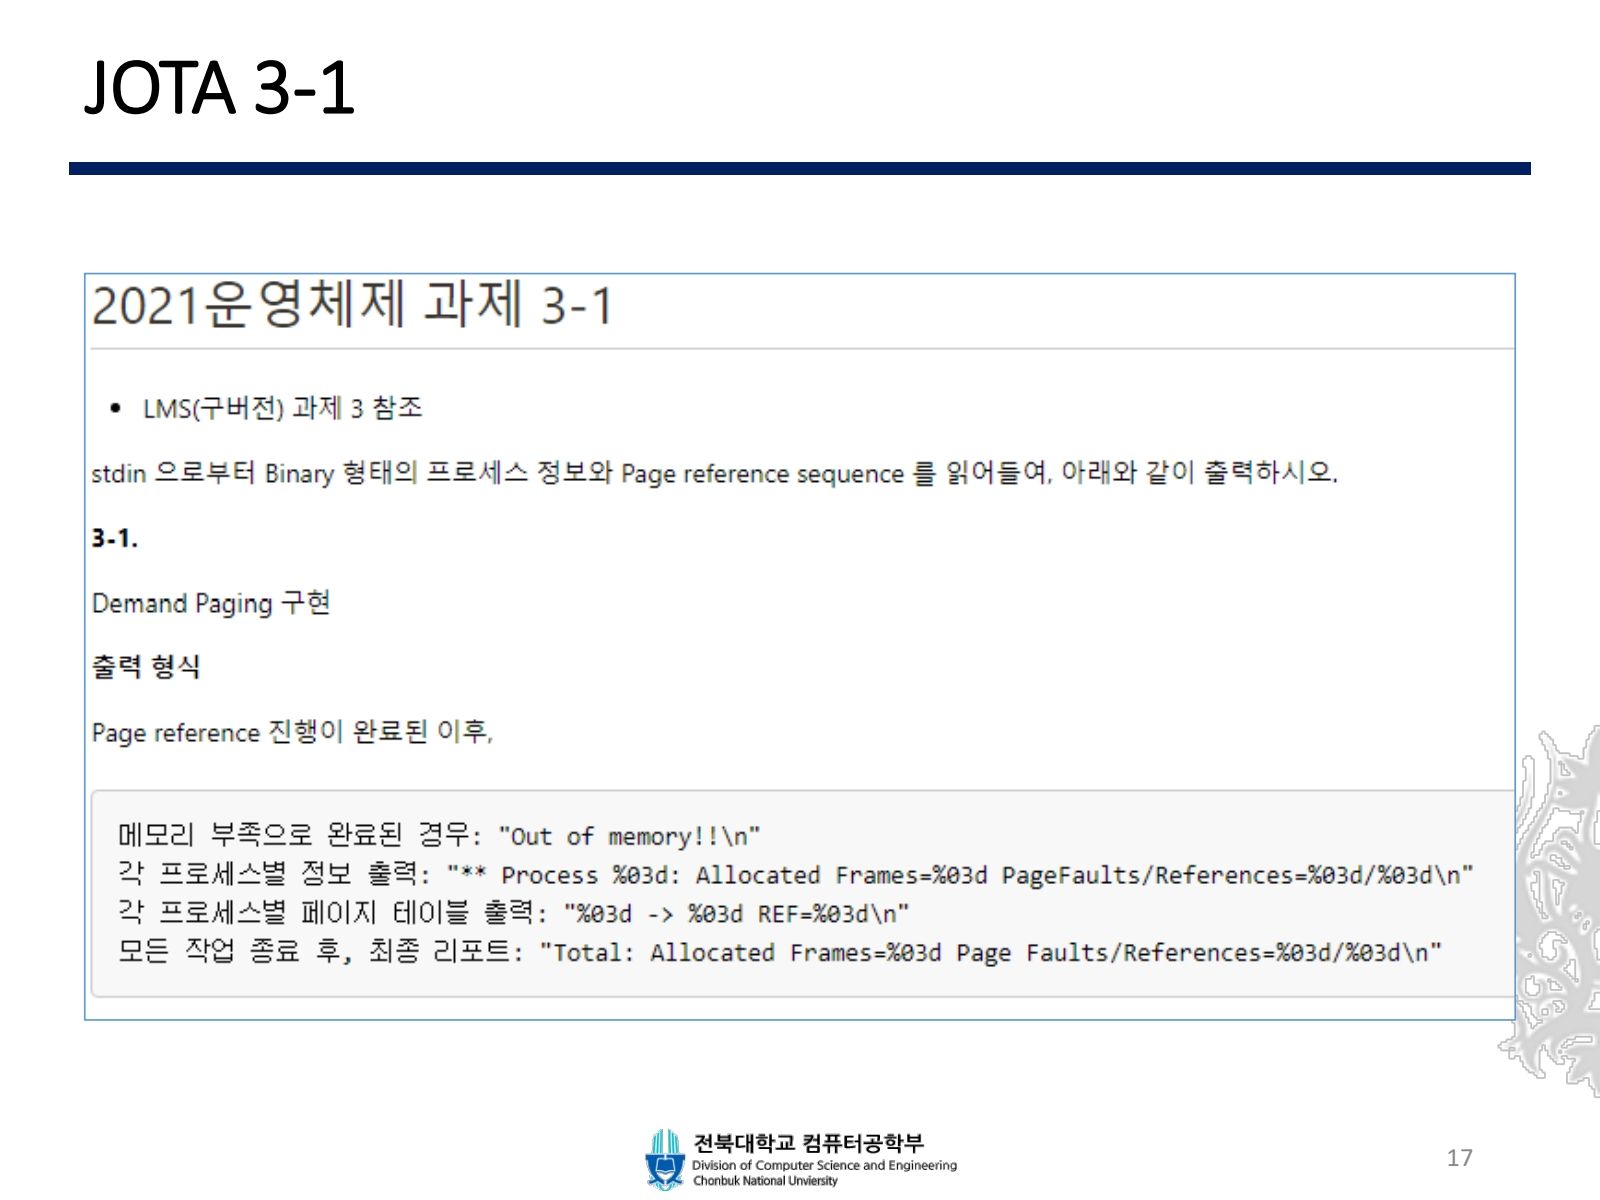 JOTA 3-1
2021운영체제 과제 3-1
• LMS(구버전) 과제 3 참조
stdin 으로부터 Binary 형태의 프로세스 정보와 Page reference sequence 를 읽어들여, 아래와 같이 출력하시오.
3-1.
Demand Paging 구현
출력 형식
Page reference 진행이 완료된 이후,
메모리 부족으로 완료된 경우: "Out of memory!!\n"
각 프로세스별 정보 출력: "** Process %03d: Allocated Frames=%03d PageFaults/References=%03d/%03d\n"
각 프로세스별 페이지 테이블 출력: "%03d -> %03d REF=%03d\n"
모든 작업 종료 후, 최종 리포트: "Total: Allocated Frames=%03d Page Faults/References=%03d/%03d\n"
전북대학교 컴퓨터공학부
Division of Computer Science and Engineering
Chonbuk National Unviersity
17